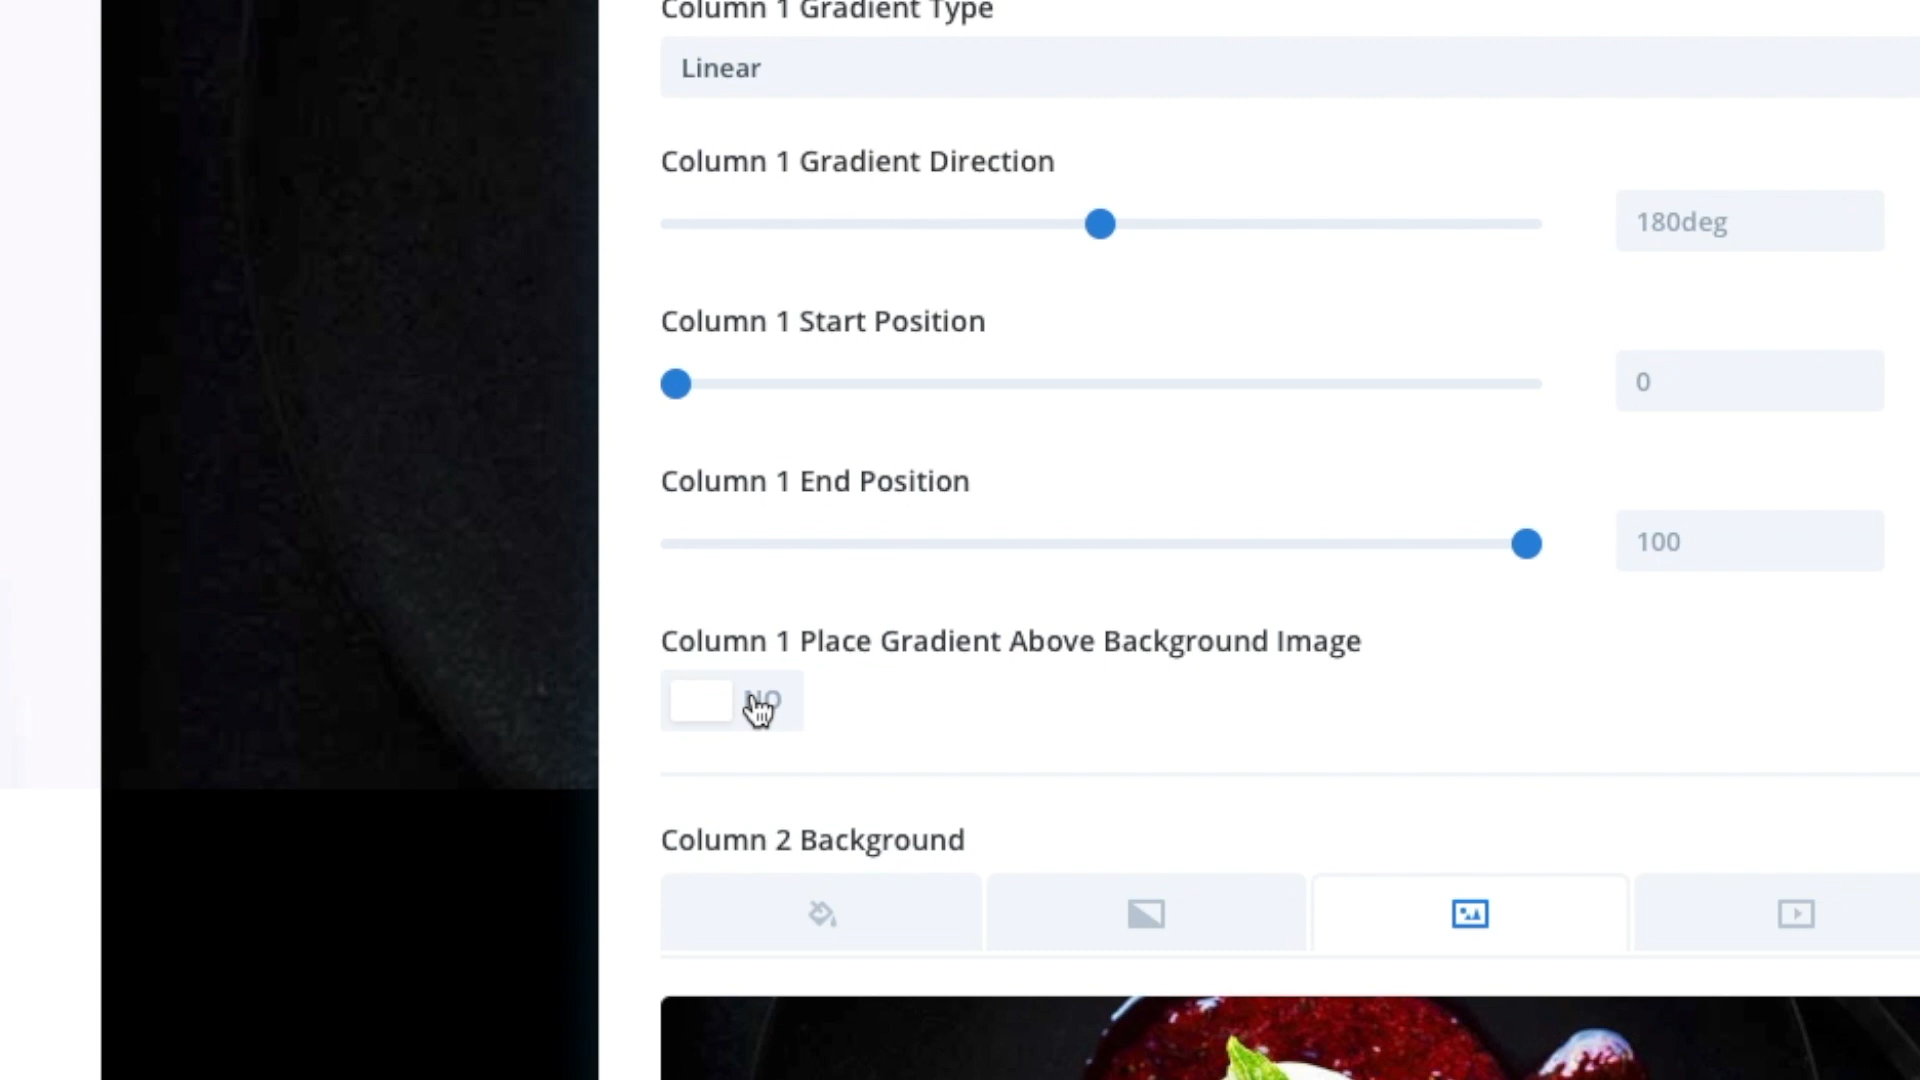 Column 1 Gradient Type
Linear
Column 1 Gradient Direction
180deg
Column 1 Start Position
0
Column 1 End Position
100
Column 1 Place Gradient Above Background Image
NO
Column 2 Background